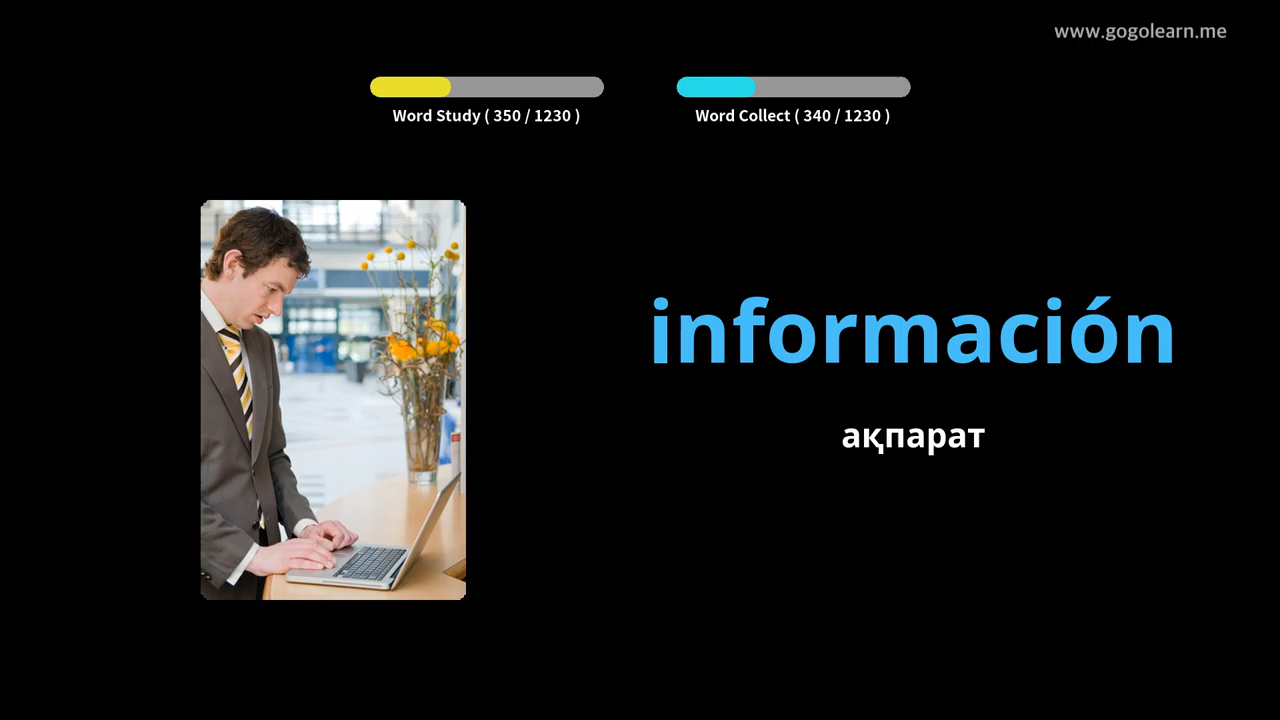 www.gogolearn.me
Word Study ( 350 / 1230 )
Word Collect ( 340 / 1230 )
información
ақпарат